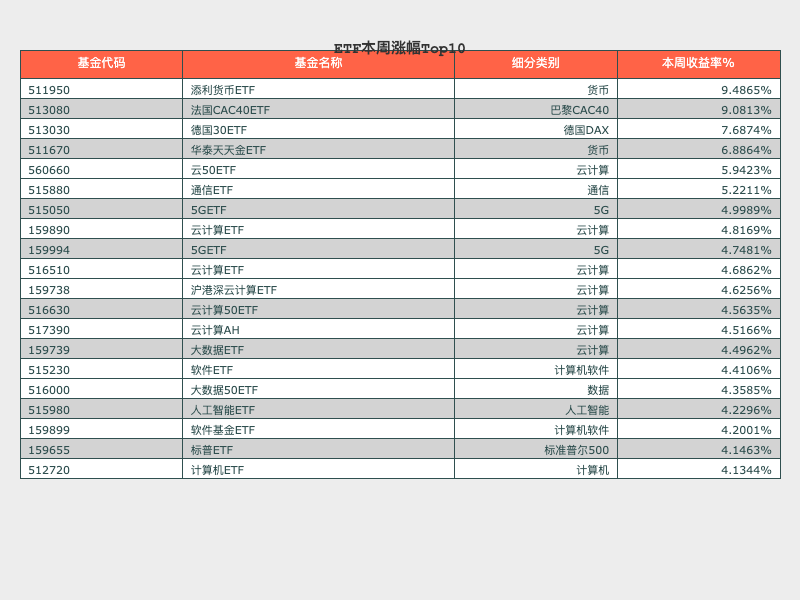 ETF本周涨幅Top10
基金代码 基金名称 细分类别 本周收益率%
511950 添利货币ETF 货币 9.4865%
513080 法国CAC40ETF 巴黎CAC40 9.0813%
513030 德国30ETF 德国DAX 7.6874%
511670 华泰天天金ETF 货币 6.8864%
560660 云50ETF 云计算 5.9423%
515880 通信ETF 通信 5.2211%
515050 5GETF 5G 4.9989%
159890 云计算ETF 云计算 4.8169%
159994 5GETF 5G 4.7481%
516510 云计算ETF 云计算 4.6862%
159738 沪港深云计算ETF 云计算 4.6256%
516630 云计算50ETF 云计算 4.5635%
517390 云计算AH 云计算 4.5166%
159739 大数据ETF 云计算 4.4962%
515230 软件ETF 计算机软件 4.4106%
516000 大数据50ETF 数据 4.3585%
515980 人工智能ETF 人工智能 4.2296%
159899 软件基金ETF 计算机软件 4.2001%
159655 标普ETF 标准普尔500 4.1463%
512720 计算机ETF 计算机 4.1344%